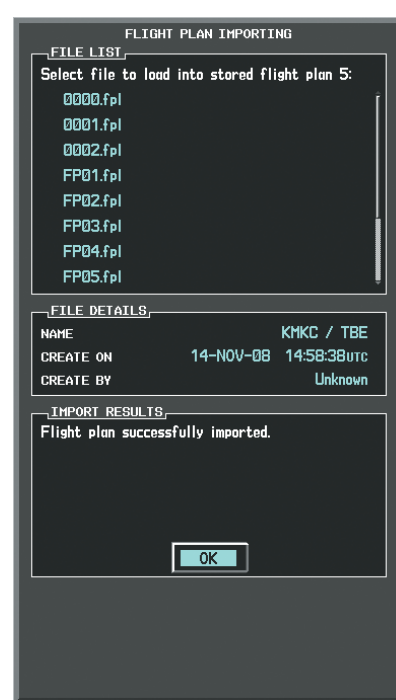 FLIGHT PLAN IMPORTING
FILE LIST
Select file to load into stored flight plan 5:
0000.fpl
0001.fpl
0002.fpl
FP01.fpl
FP02.fpl
FP03.fpl
FP04.fpl
FP05.fpl
FILE DETAILS
NAME KMKC / TBE
CREATE ON 14-NOV-08 14:58:38UTC
CREATE BY Unknown
IMPORT RESULTS
Flight plan successfully imported.
OK